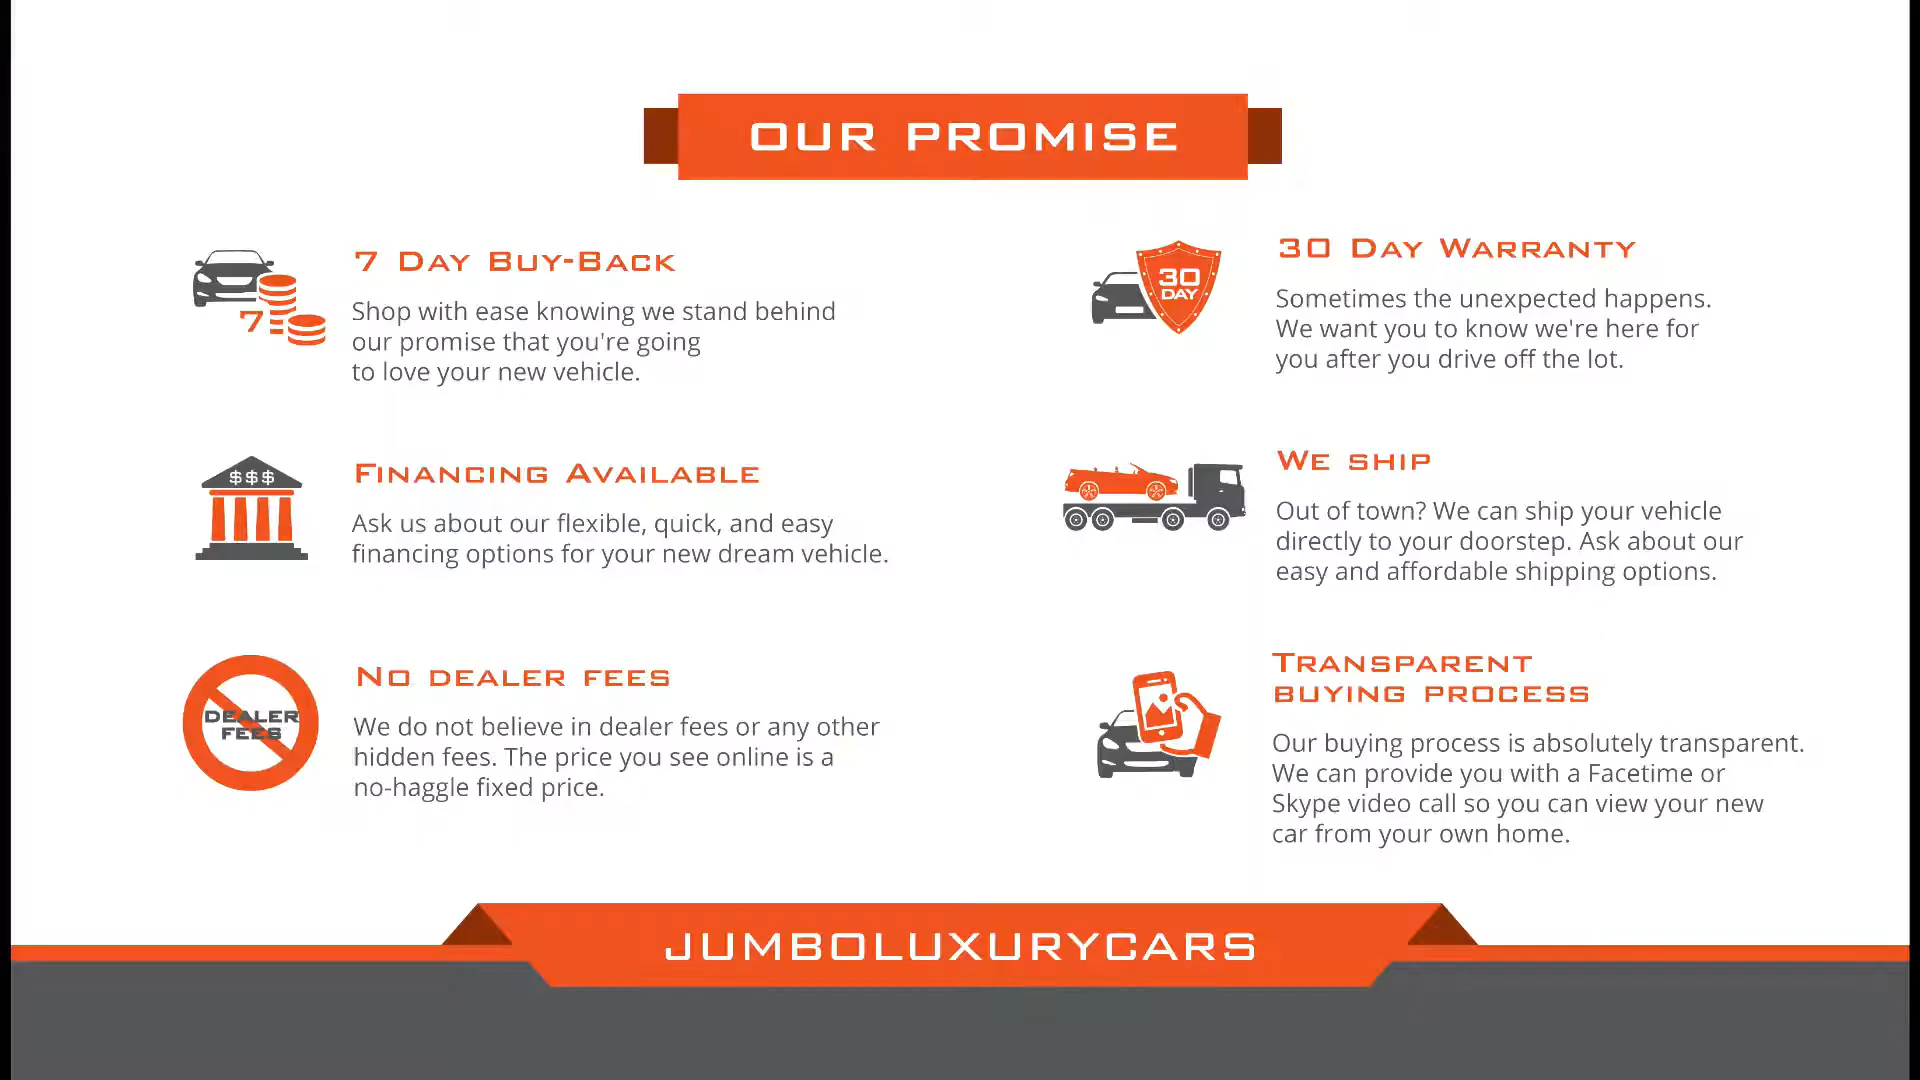 OUR PROMISE
7 DAY BUY-BACK
Shop with ease knowing we stand behind
our promise that you're going
to love your new vehicle.
7
$$$
FINANCING AVAILABLE
Ask us about our flexible, quick, and easy
financing options for your new dream vehicle.
DEALER
FEES
NO DEALER FEES
We do not believe in dealer fees or any other
hidden fees. The price you see online is a
no-haggle fixed price.
30
DAY
30 DAY WARRANTY
Sometimes the unexpected happens.
We want you to know we're here for
you after you drive off the lot.
WE SHIP
Out of town? We can ship your vehicle
directly to your doorstep. Ask about our
easy and affordable shipping options.
TRANSPARENT
BUYING PROCESS
Our buying process is absolutely transparent.
We can provide you with a Facetime or
Skype video call so you can view your new
car from your own home.
JUMBOLUXURYCARS